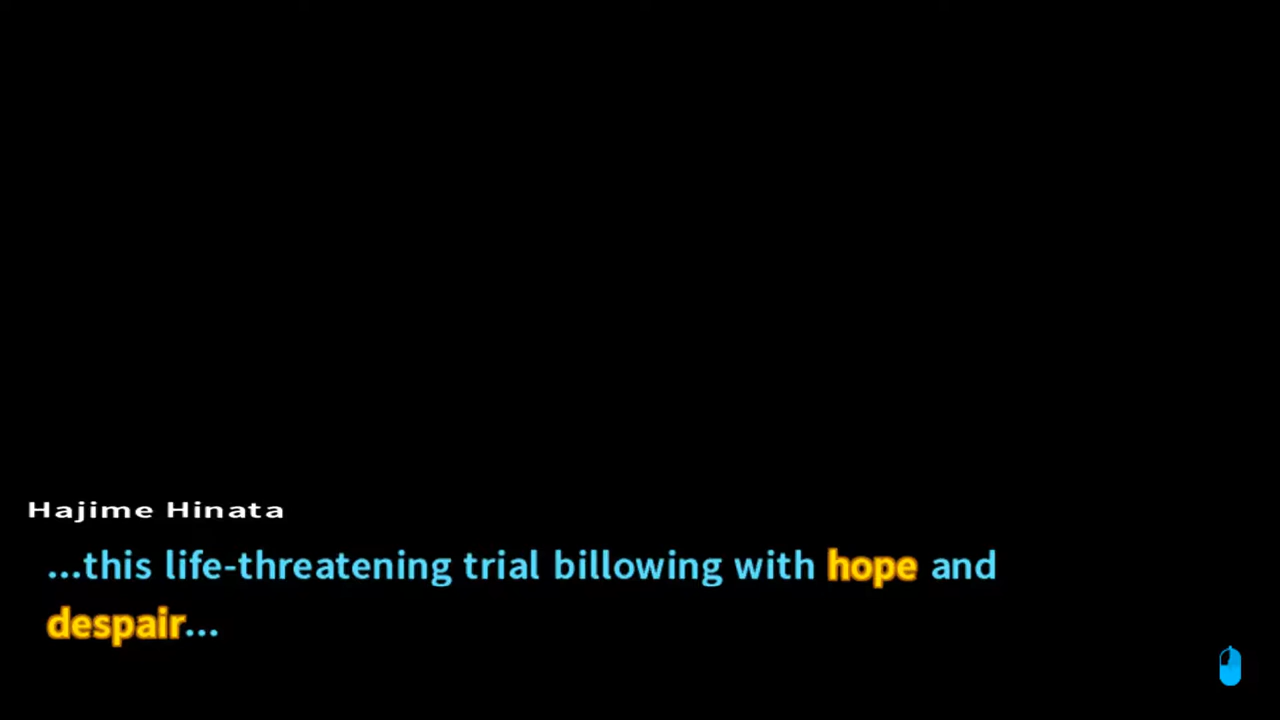 Hajime Hinata
...this life-threatening trial billowing with hope and
despair...